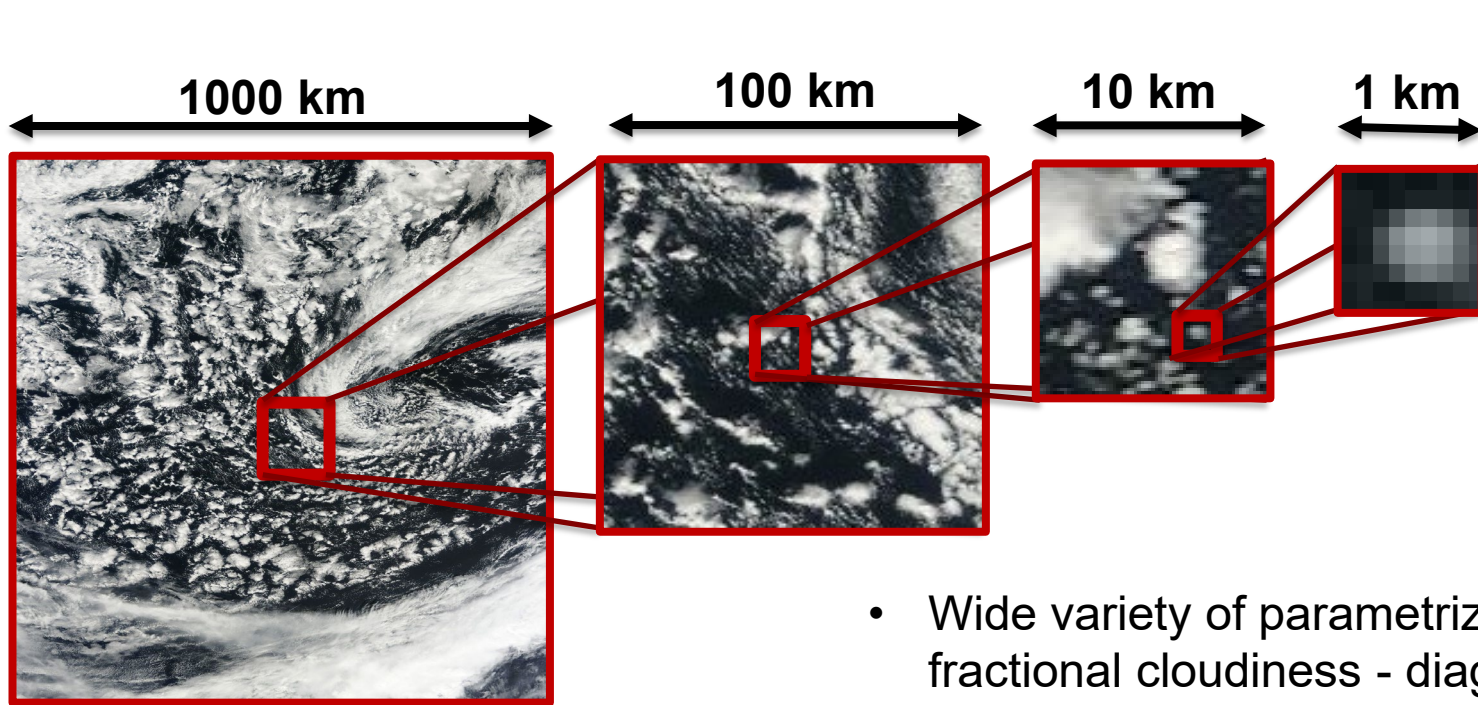 1000 km
100 km
10 km
1 km
• Wide variety of parametriz
fractional cloudiness - diag